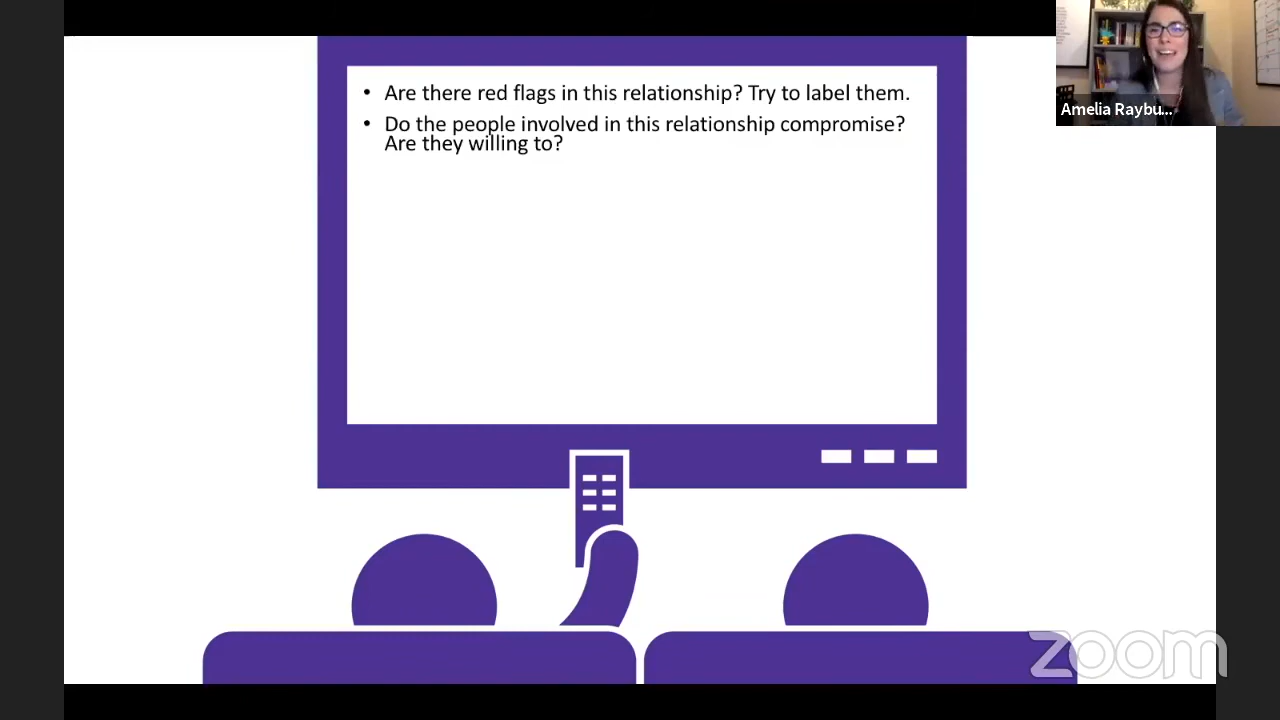 • Are there red flags in this relationship? Try to label them.
• Do the people involved in this relationship compromise?
Are they willing to?
Amelia Raybu...
zoom